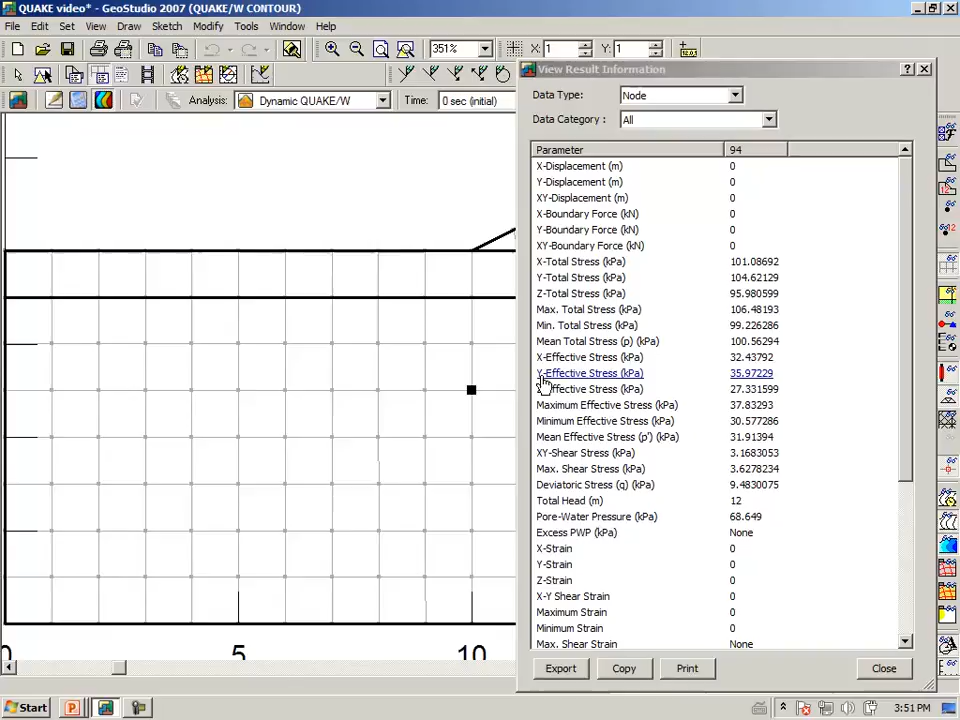 QUAKE video* - GeoStudio 2007 (QUAKE/W CONTOUR)
File Edit Set View Draw Sketch Modify Tools Window Help
351% X: 1 Y: 1
Analysis: Dynamic QUAKE/W Time: 0 sec (initial)
View Result Information
Data Type: Node
Data Category : All
Parameter 94
X-Displacement (m) 0
Y-Displacement (m) 0
XY-Displacement (m) 0
X-Boundary Force (kN) 0
Y-Boundary Force (kN) 0
XY-Boundary Force (kN) 0
X-Total Stress (kPa) 101.08692
Y-Total Stress (kPa) 104.62129
Z-Total Stress (kPa) 95.980599
Max. Total Stress (kPa) 106.48193
Min. Total Stress (kPa) 99.226286
Mean Total Stress (p) (kPa) 100.56294
X-Effective Stress (kPa) 32.43792
Y-Effective Stress (kPa) 35.97229
Effective Stress (kPa) 27.331599
Maximum Effective Stress (kPa) 37.83293
Minimum Effective Stress (kPa) 30.577286
Mean Effective Stress (p') (kPa) 31.91394
XY-Shear Stress (kPa) 3.1683053
Max. Shear Stress (kPa) 3.6278234
Deviatoric Stress (q) (kPa) 9.4830075
Total Head (m) 12
Pore-Water Pressure (kPa) 68.649
Excess PWP (kPa) None
X-Strain 0
Y-Strain 0
Z-Strain 0
X-Y Shear Strain 0
Maximum Strain 0
Minimum Strain 0
Max. Shear Strain None
0 5 10
Export Copy Print Close
Start 3:51 PM